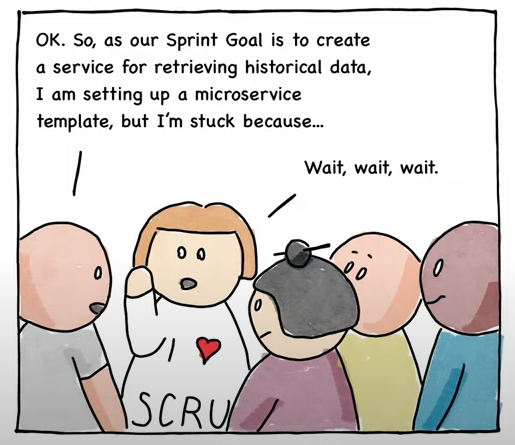 OK. So, as our Sprint Goal is to create
a service for retrieving historical data,
I am setting up a microservice
template, but I'm stuck because...
Wait, wait, wait.
SCRU